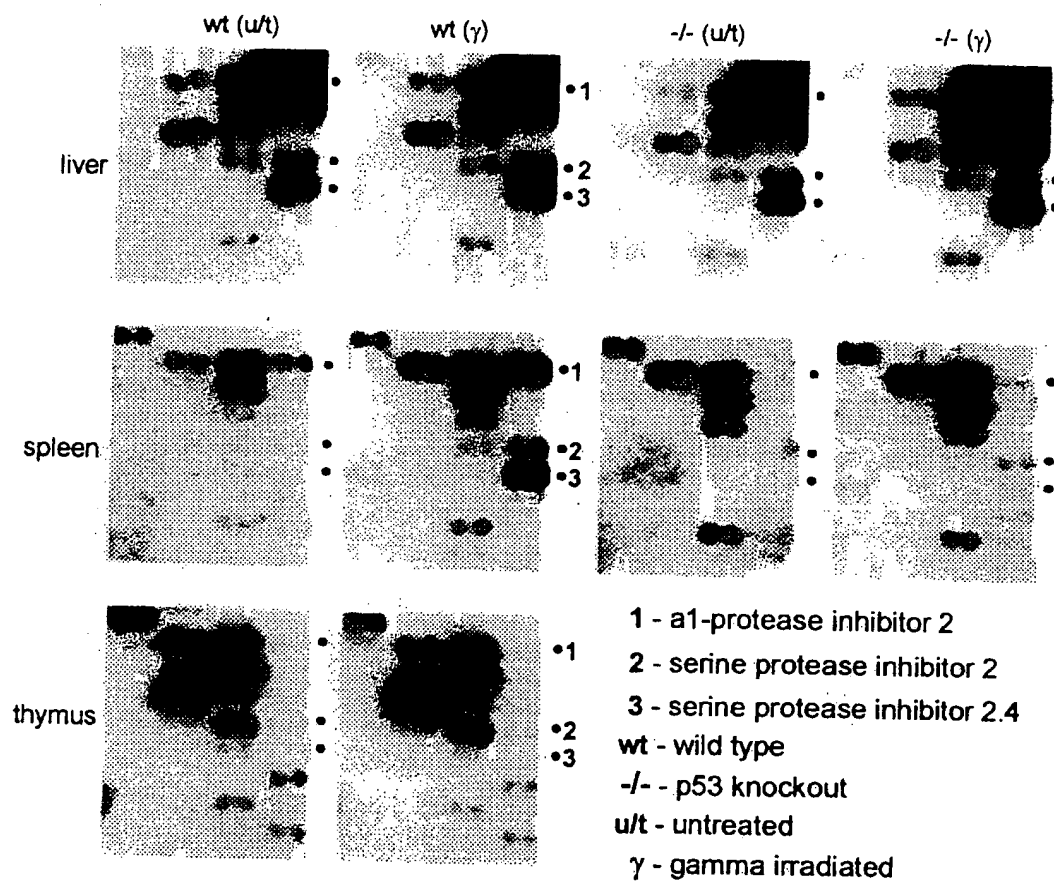 wt (u/t) wt (γ) -/- (u/t) -/- (γ)
liver
•1
•2
•3
spleen
•1
•2
•3
thymus
•1
•2
•3
1 - a1-protease inhibitor 2
2 - serine protease inhibitor 2
3 - serine protease inhibitor 2.4
wt - wild type
-/- - p53 knockout
u/t - untreated
γ - gamma irradiated